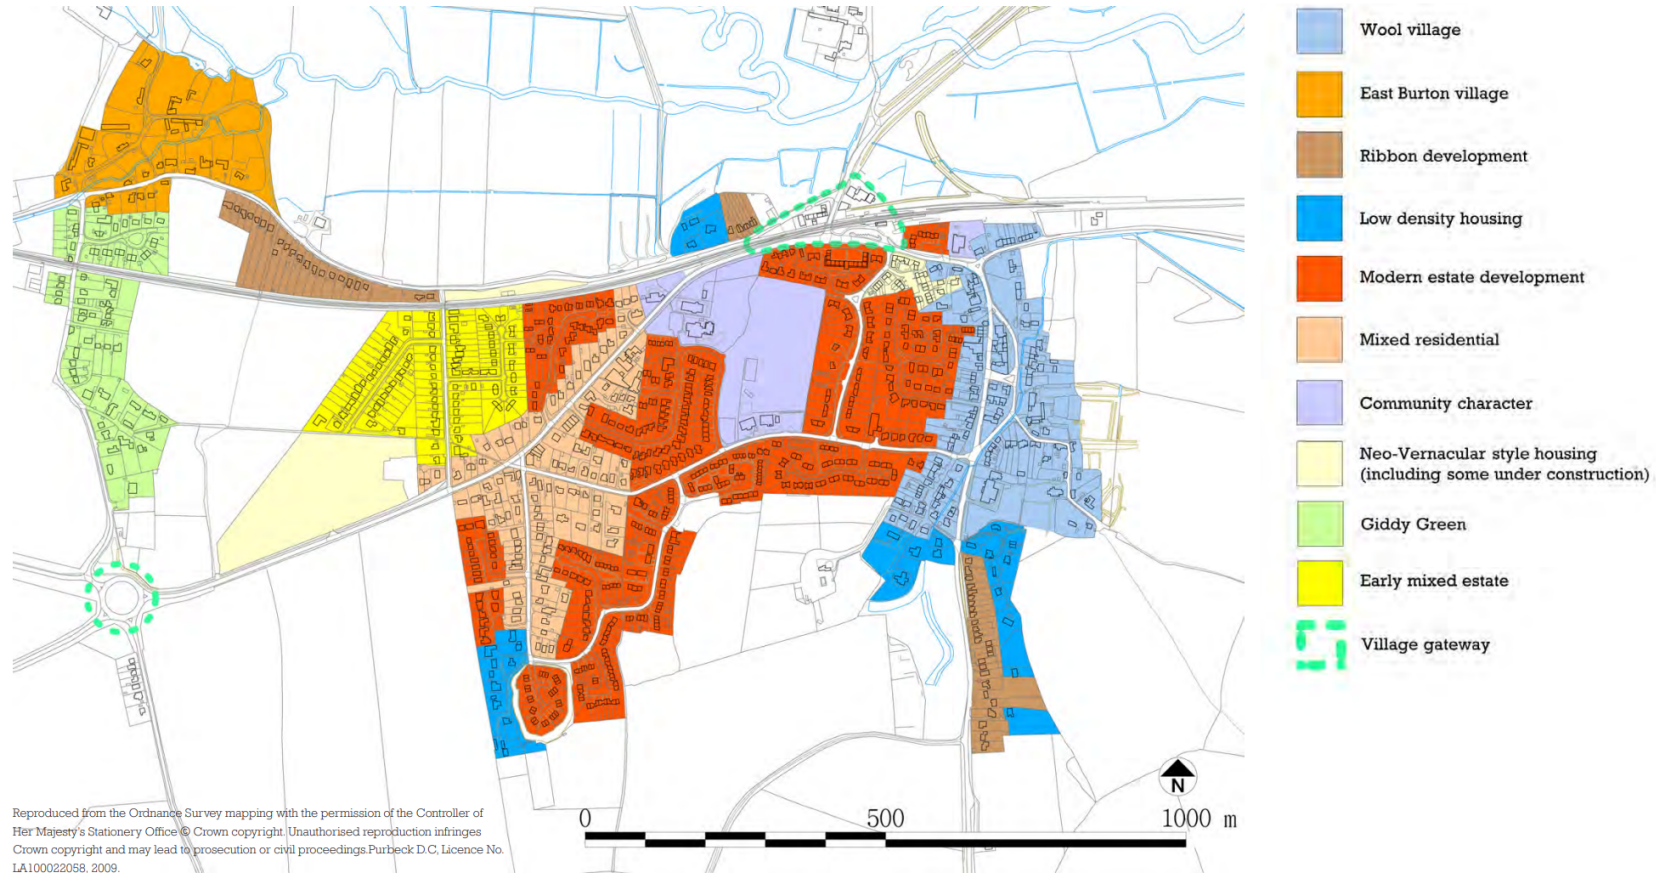 Wool village
East Burton village
Ribbon development
Low density housing
Modern estate development
Mixed residential
Community character
Neo-Vernacular style housing
(including some under construction)
Giddy Green
Early mixed estate
Village gateway
N
0 500 1000 m
Reproduced from the Ordnance Survey mapping with the permission of the Controller of
Her Majesty's Stationery Office © Crown copyright. Unauthorised reproduction infringes
Crown copyright and may lead to prosecution or civil proceedings.Purbeck D.C, Licence No.
LA100022058, 2009.